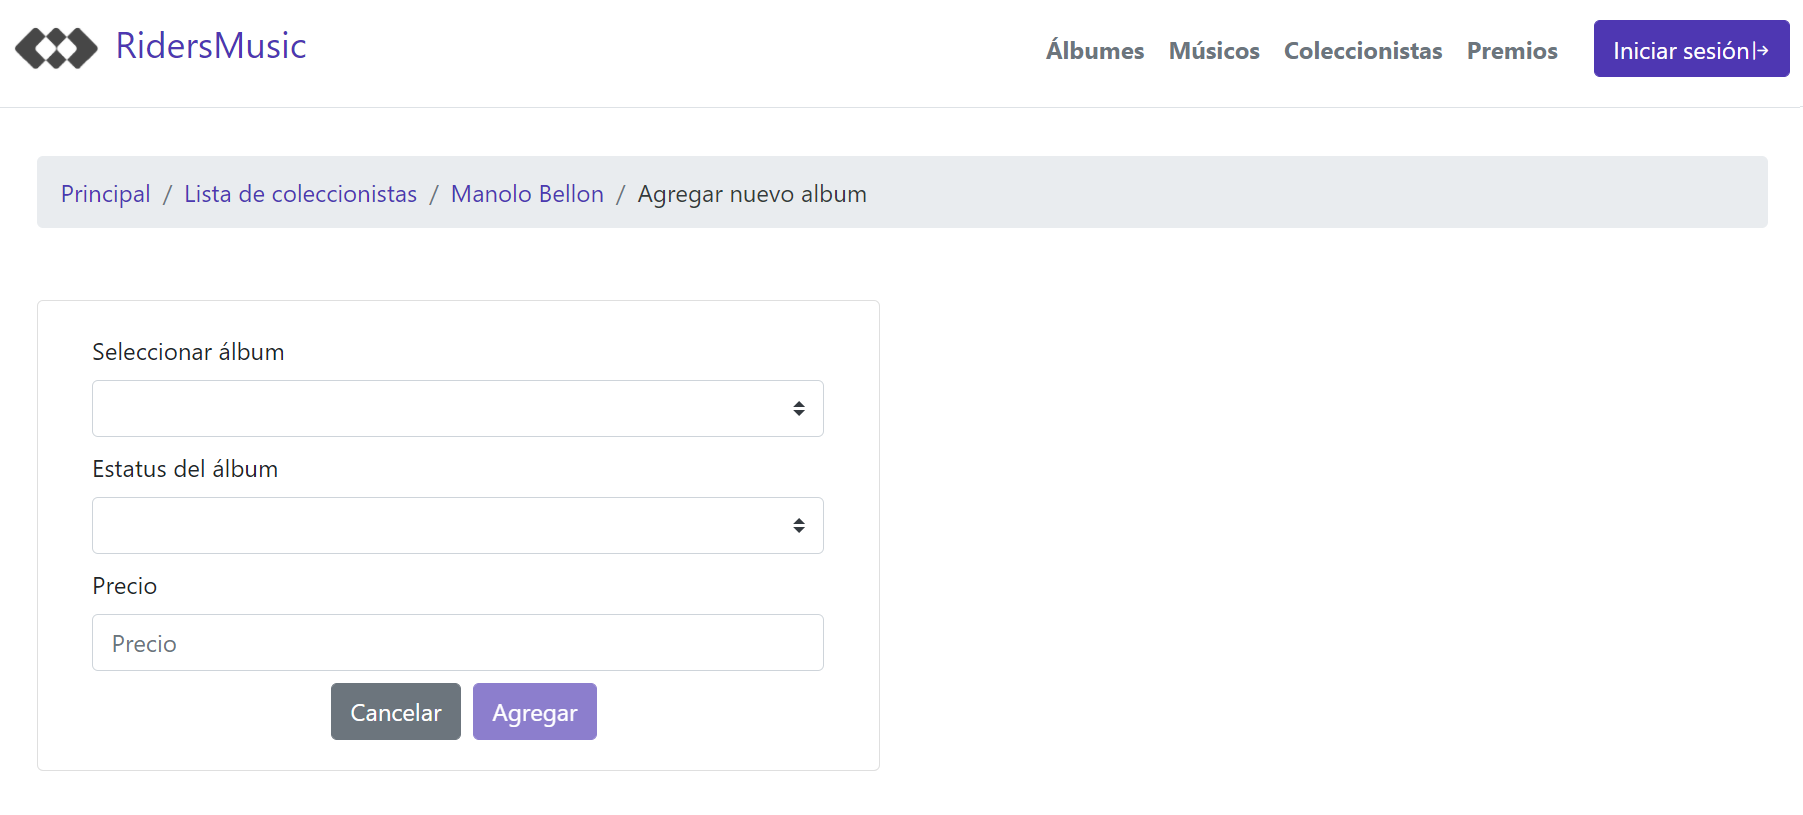 RidersMusic
Álbumes Músicos Coleccionistas Premios Iniciar sesión
Principal / Lista de coleccionistas / Manolo Bellon / Agregar nuevo album
Seleccionar álbum
Estatus del álbum
Precio
Precio
Cancelar Agregar